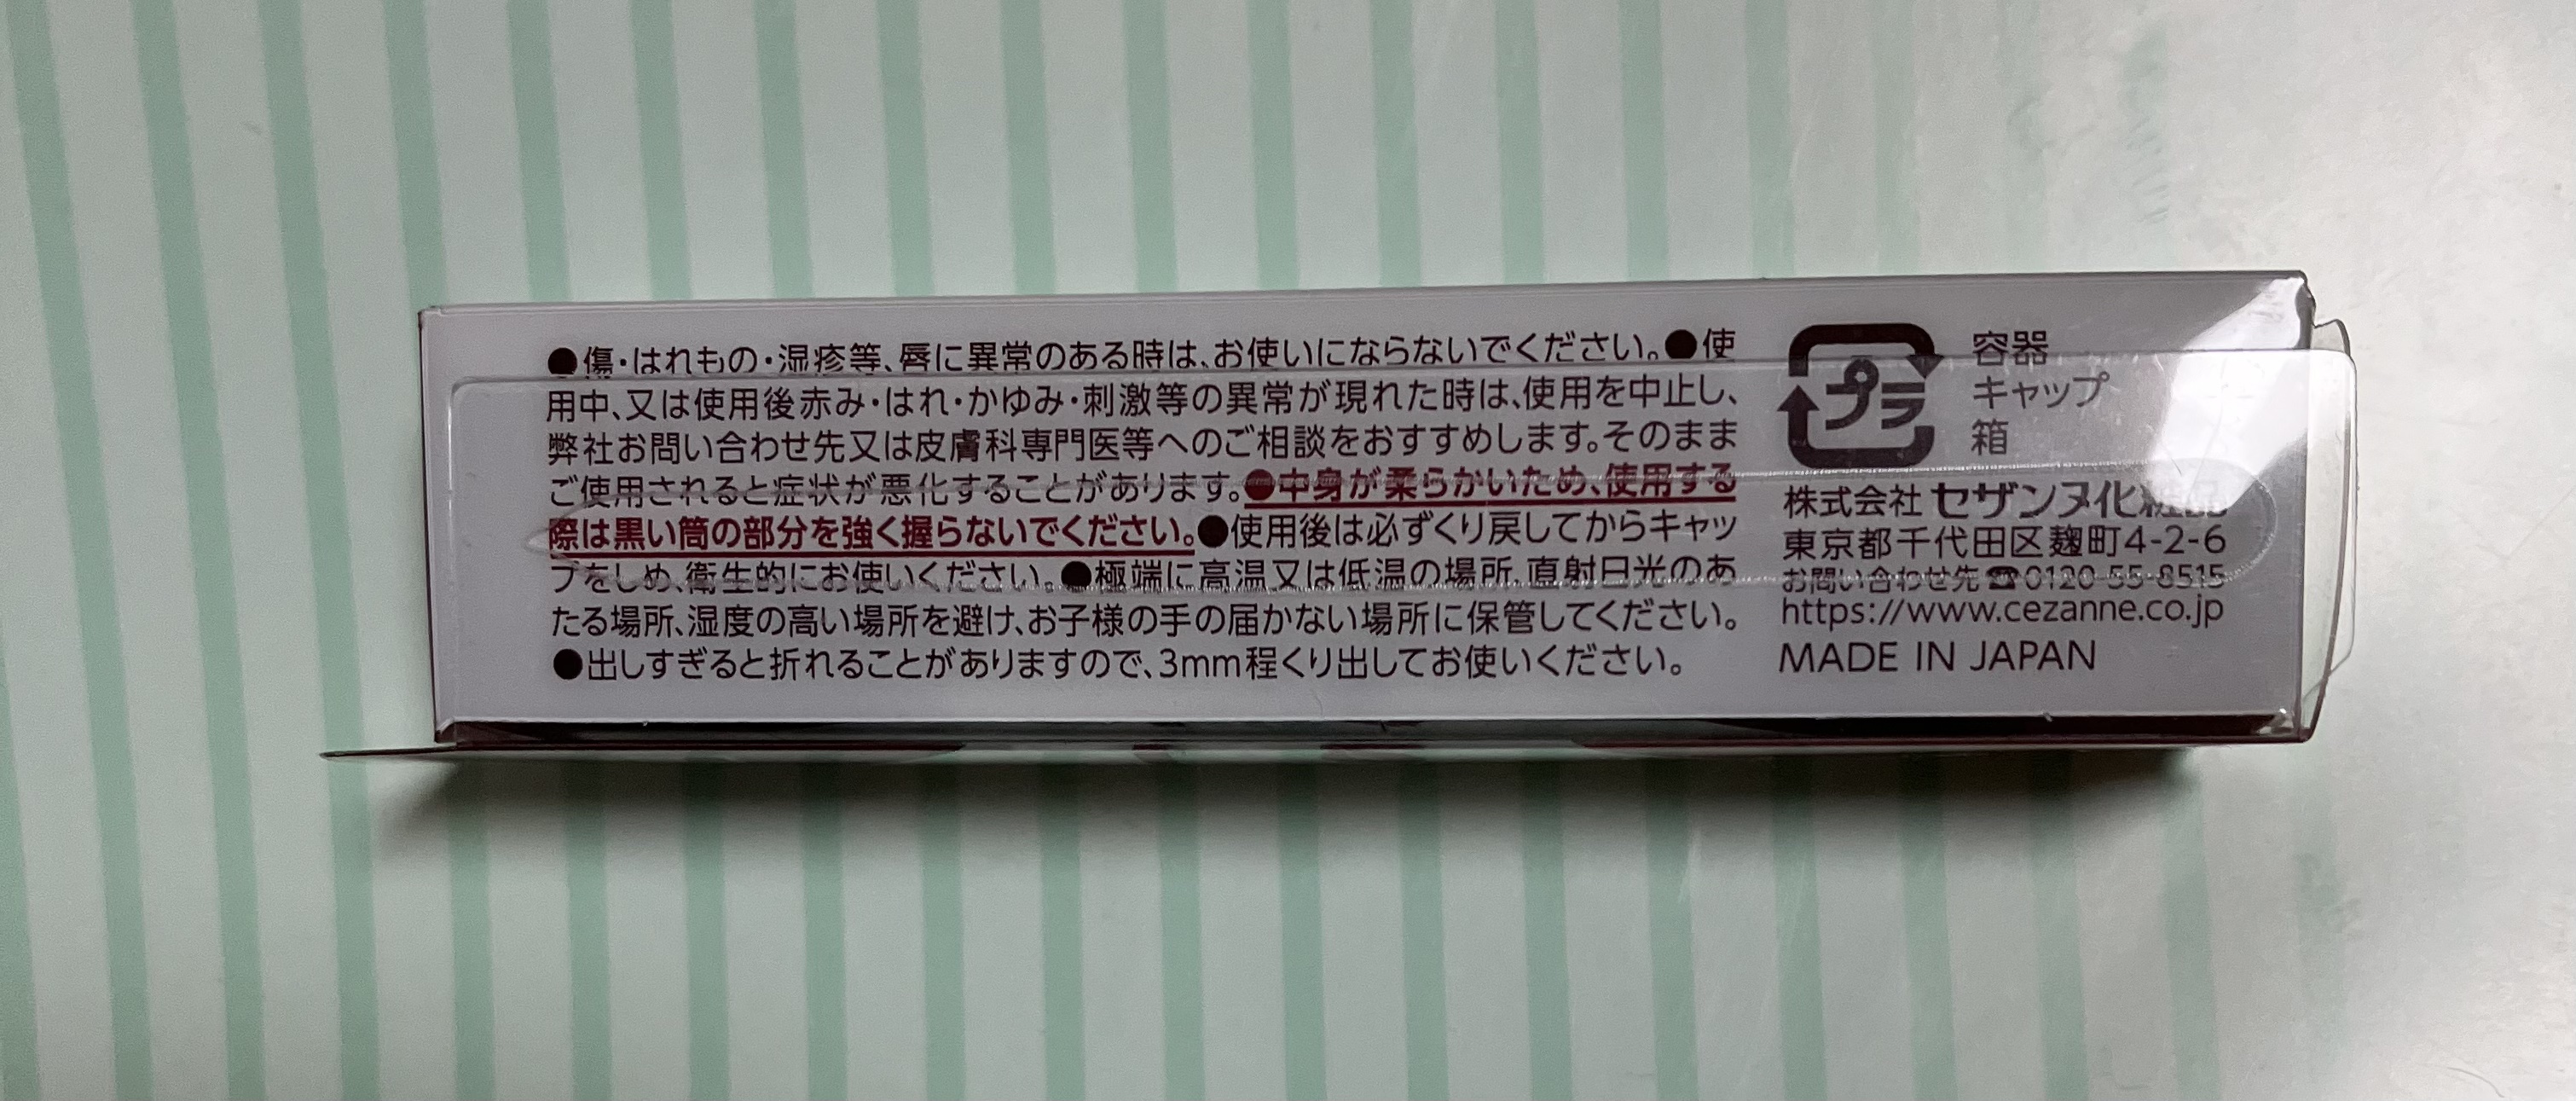 ●傷・はれもの・湿疹等、唇に異常のある時は、お使いにならないでください。●使
用中、又は使用後赤み・はれ・かゆみ・刺激等の異常が現れた時は、使用を中止し、
弊社お問い合わせ先又は皮膚科専門医等へのご相談をおすすめします。そのまま
ご使用されると症状が悪化することがあります。●中身が柔らかいため、使用する
際は黒い筒の部分を強く握らないでください。●使用後は必ずくり戻してからキャッ
プをしめ、衛生的にお使いください。●極端に高温又は低温の場所、直射日光のあ
たる場所、湿度の高い場所を避け、お子様の手の届かない場所に保管してください。
●出しすぎると折れることがありますので、3mm程くり出してお使いください。
プラ
容器
キャップ
箱
株式会社 セザンヌ化粧品
東京都千代田区麹町4-2-6
お問い合わせ先☎0120-55-8515
https://www.cezanne.co.jp
MADE IN JAPAN